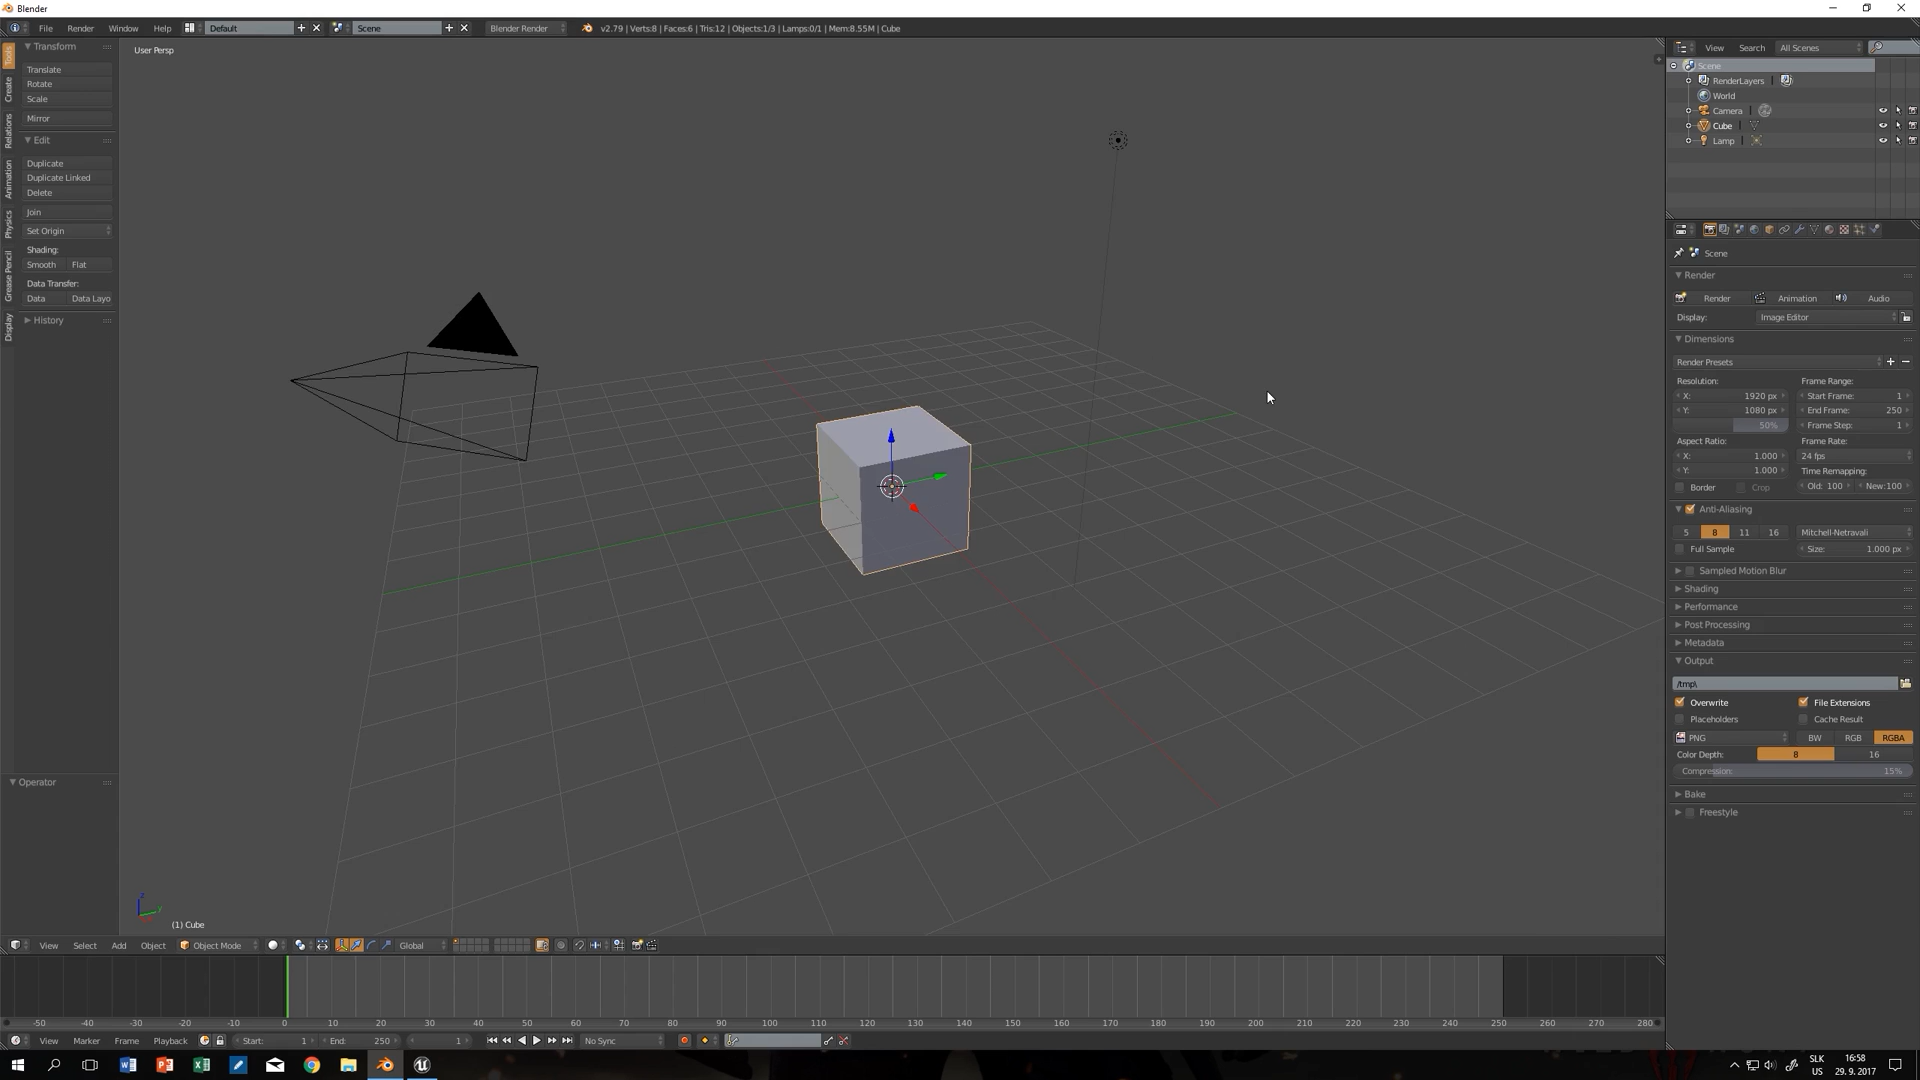 Blender
File Render Window Help Default Scene Blender Render v2.79 | Verts:8 | Faces:6 | Tris:12 | Objects:1/3 | Lamps:0/1 | Mem:8.55M | Cube
Tools
Create
Relations
Animation
Physics
Grease Pencil
Display
Transform
Translate
Rotate
Scale
Mirror
Edit
Duplicate
Duplicate Linked
Delete
Join
Set Origin
Shading:
Smooth Flat
Data Transfer:
Data Data Layo
History
Operator
User Persp
(1) Cube
View Select Add Object Object Mode Global
-50 -40 -30 -20 -10 0 10 20 30 40 50 60 70 80 90 100 110 120 130 140 150 160 170 180 190 200 210 220 230 240 250 260 270 280
View Marker Frame Playback Start: 1 End: 250 1 No Sync
View Search All Scenes
Scene
RenderLayers |
World
Camera |
Cube |
Lamp |
Scene
Render
Render Animation Audio
Display: Image Editor
Dimensions
Render Presets
Resolution: Frame Range:
X: 1920 px Start Frame: 1
Y: 1080 px End Frame: 250
50% Frame Step: 1
Aspect Ratio: Frame Rate:
X: 1.000 24 fps
Y: 1.000 Time Remapping:
Border Crop Old: 100 New:100
Anti-Aliasing
5 8 11 16 Mitchell-Netravali
Full Sample Size: 1.000 px
Sampled Motion Blur
Shading
Performance
Post Processing
Metadata
Output
/tmp\
Overwrite File Extensions
Placeholders Cache Result
PNG BW RGB RGBA
Color Depth: 8 16
Compression: 15%
Bake
Freestyle
SLK 16:58
US 29. 9. 2017